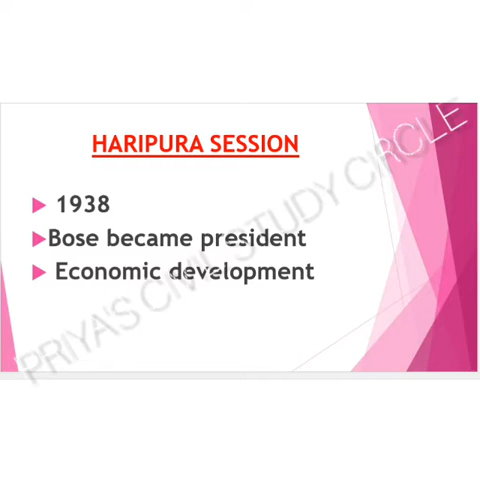 HARIPURA SESSION
1938
Bose became president
Economic development
PRIYA'S CIVIL STUDY CIRCLE